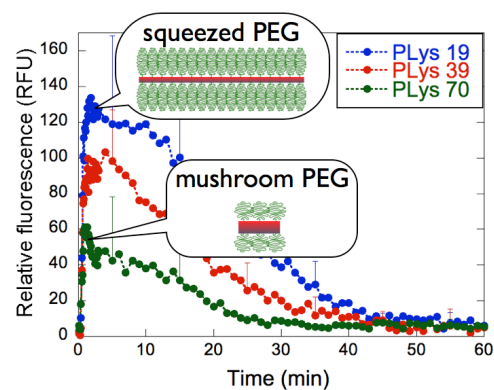 squeezed PEG
PLys 19
PLys 39
PLys 70
mushroom PEG
Relative fluorescence (RFU)
160
140
120
100
80
60
40
20
0
0
10
20
30
40
50
60
Time (min)